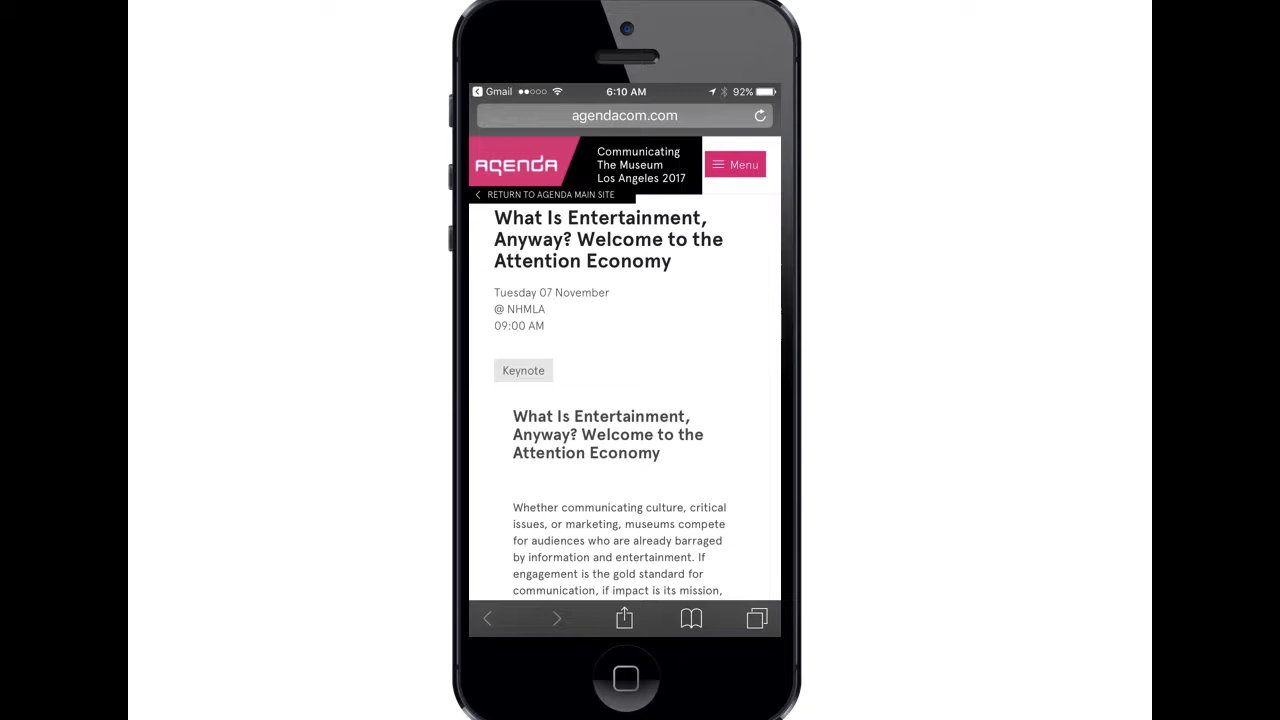 Gmail 6:10 AM 92%
agendacom.com
AGENDA
Communicating
The Museum
Los Angeles 2017
Menu
RETURN TO AGENDA MAIN SITE
What Is Entertainment,
Anyway? Welcome to the
Attention Economy
Tuesday 07 November
@ NHMLA
09:00 AM
Keynote
What Is Entertainment,
Anyway? Welcome to the
Attention Economy
Whether communicating culture, critical
issues, or marketing, museums compete
for audiences who are already barraged
by information and entertainment. If
engagement is the gold standard for
communication, if impact is its mission,